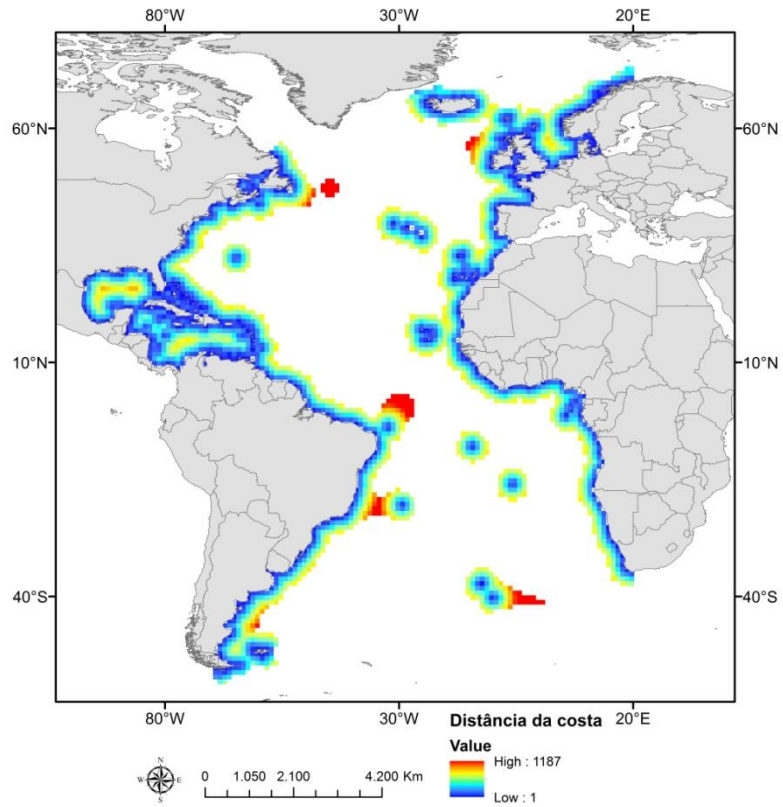 80°W 30°W 20°E
60°N 60°N
10°N 10°N
40°S 40°S
80°W 30°W 20°E
Distância da costa
Value
High : 1187
Low : 1
N
W E
S
0 1.050 2.100 4.200 Km